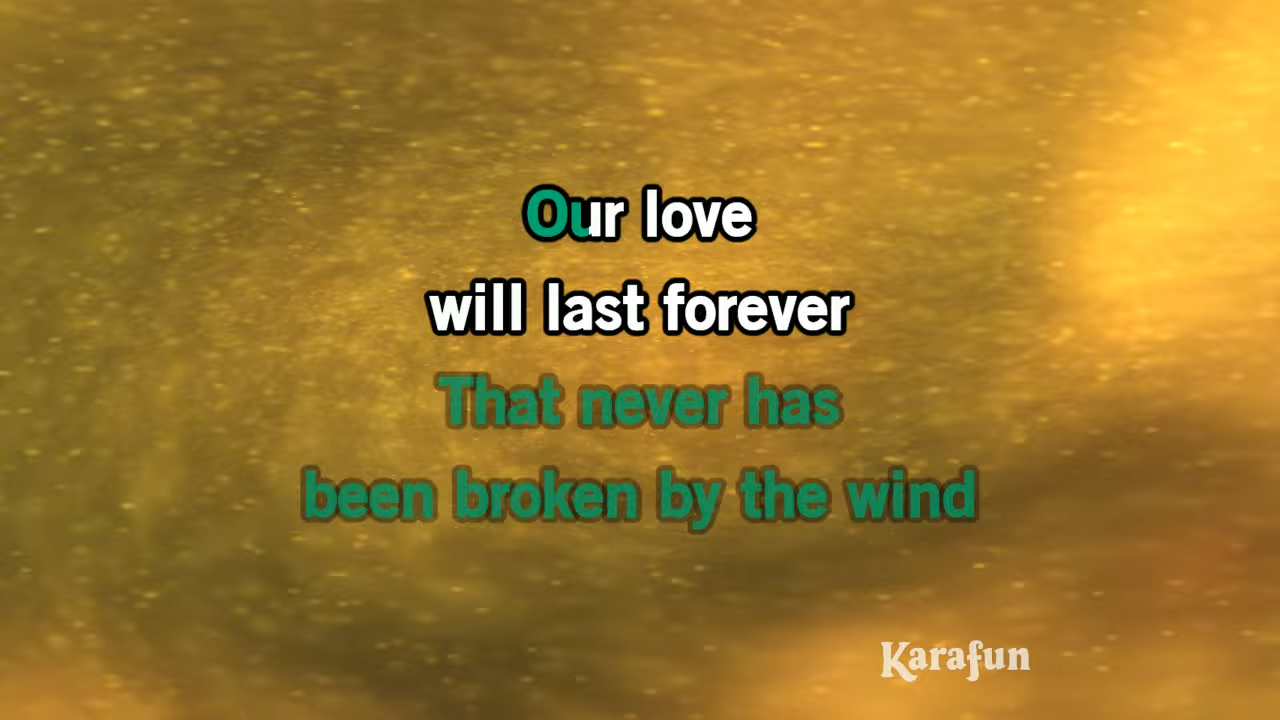 Our love
will last forever
That never has
been broken by the wind
Karafun